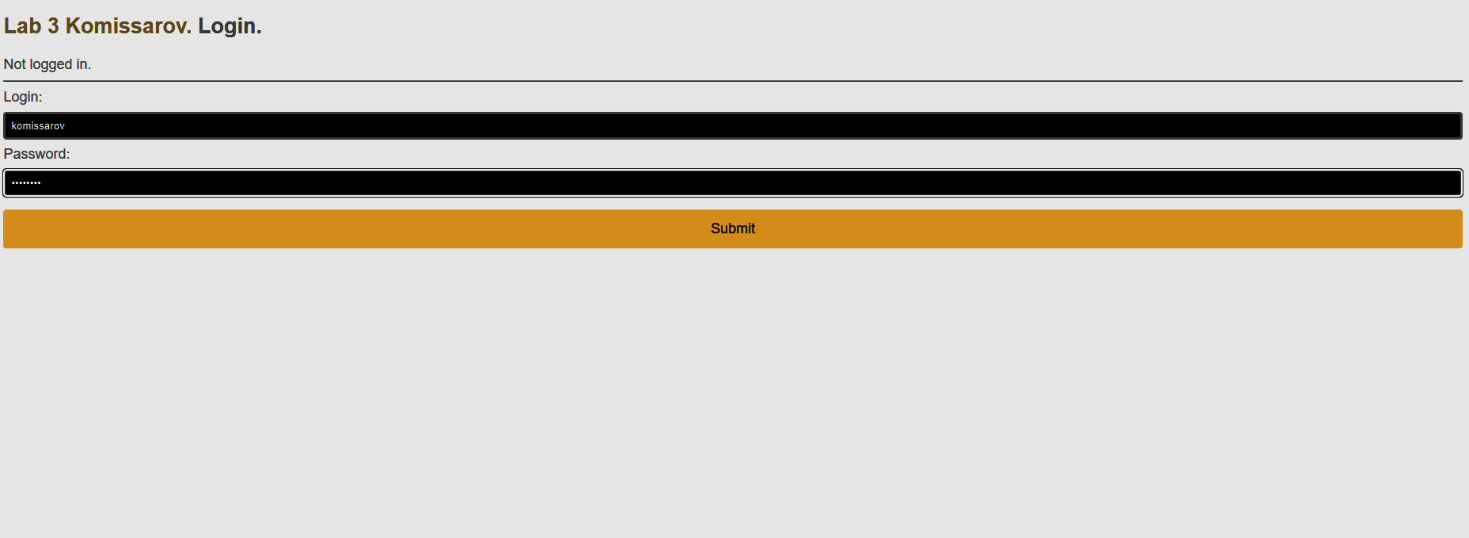 Lab 3 Komissarov. Login.
Not logged in.
Login:
komissarov
Password:
••••••••
Submit